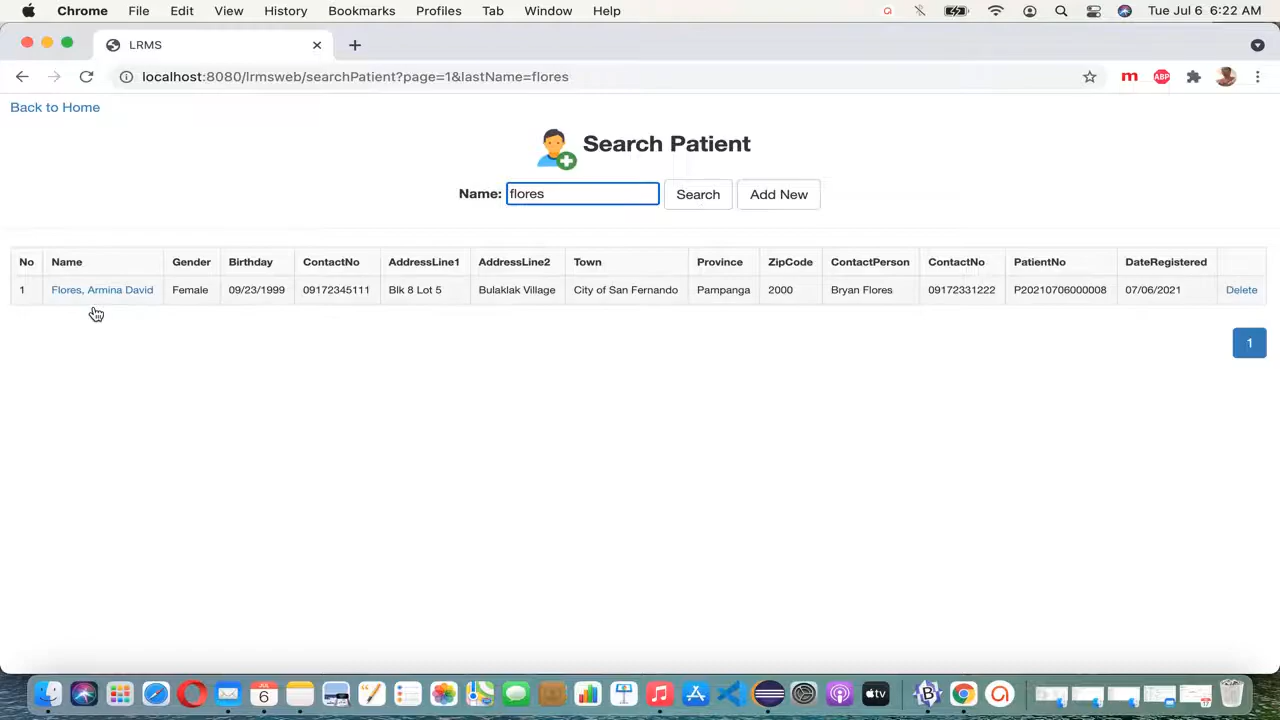 Chrome File Edit View History Bookmarks Profiles Tab Window Help Tue Jul 6 6:22 AM
LRMS
localhost:8080/lrmsweb/searchPatient?page=1&lastName=flores
m ABP
Back to Home
Search Patient
Name: flores Search Add New
No Name Gender Birthday ContactNo AddressLine1 AddressLine2 Town Province ZipCode ContactPerson ContactNo PatientNo DateRegistered
1 Flores, Armina David Female 09/23/1999 09172345111 Blk 8 Lot 5 Bulaklak Village City of San Fernando Pampanga 2000 Bryan Flores 09172331222 P20210706000008 07/06/2021 Delete
1
JUL
6
tv